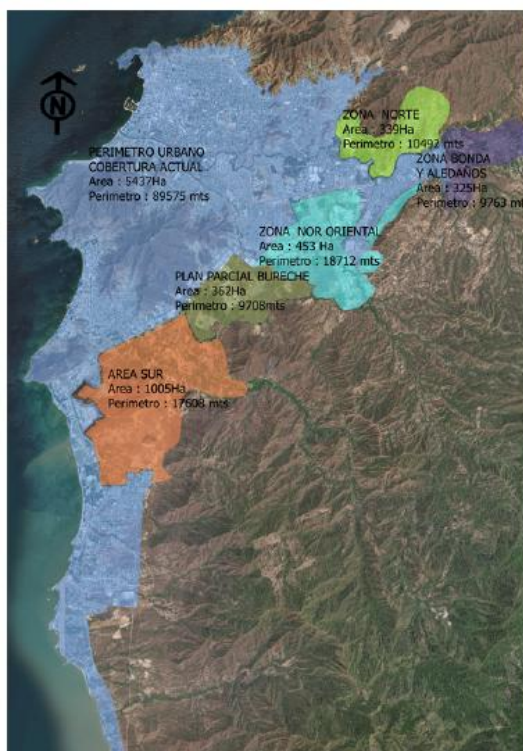 N
ZONA NORTE
Area : 339Ha
Perimetro : 10492 mts
PERIMETRO URBANO
COBERTURA ACTUAL
Area : 5437Ha
Perimetro : 89575 mts
ZONA BONDA
Y ALEDAÑOS
Area : 325Ha
Perimetro : 9763 mt
ZONA NOR ORIENTAL
Area : 453 Ha
Perimetro : 18712 mts
PLAN PARCIAL BURECHE
Area : 362Ha
Perimetro : 9708mts
AREA SUR
Area : 1005Ha
Perimetro : 17608 mts